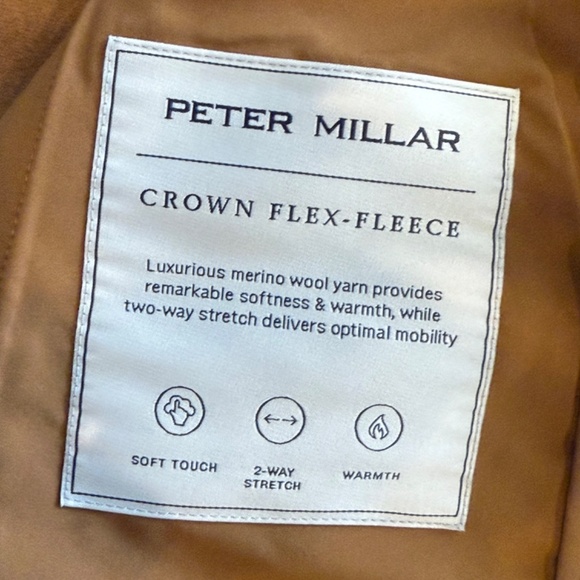 PETER MILLAR
CROWN FLEX-FLEECE
Luxurious merino wool yarn provides
remarkable softness & warmth, while
two-way stretch delivers optimal mobility
SOFT TOUCH
2-WAY
STRETCH
WARMTH